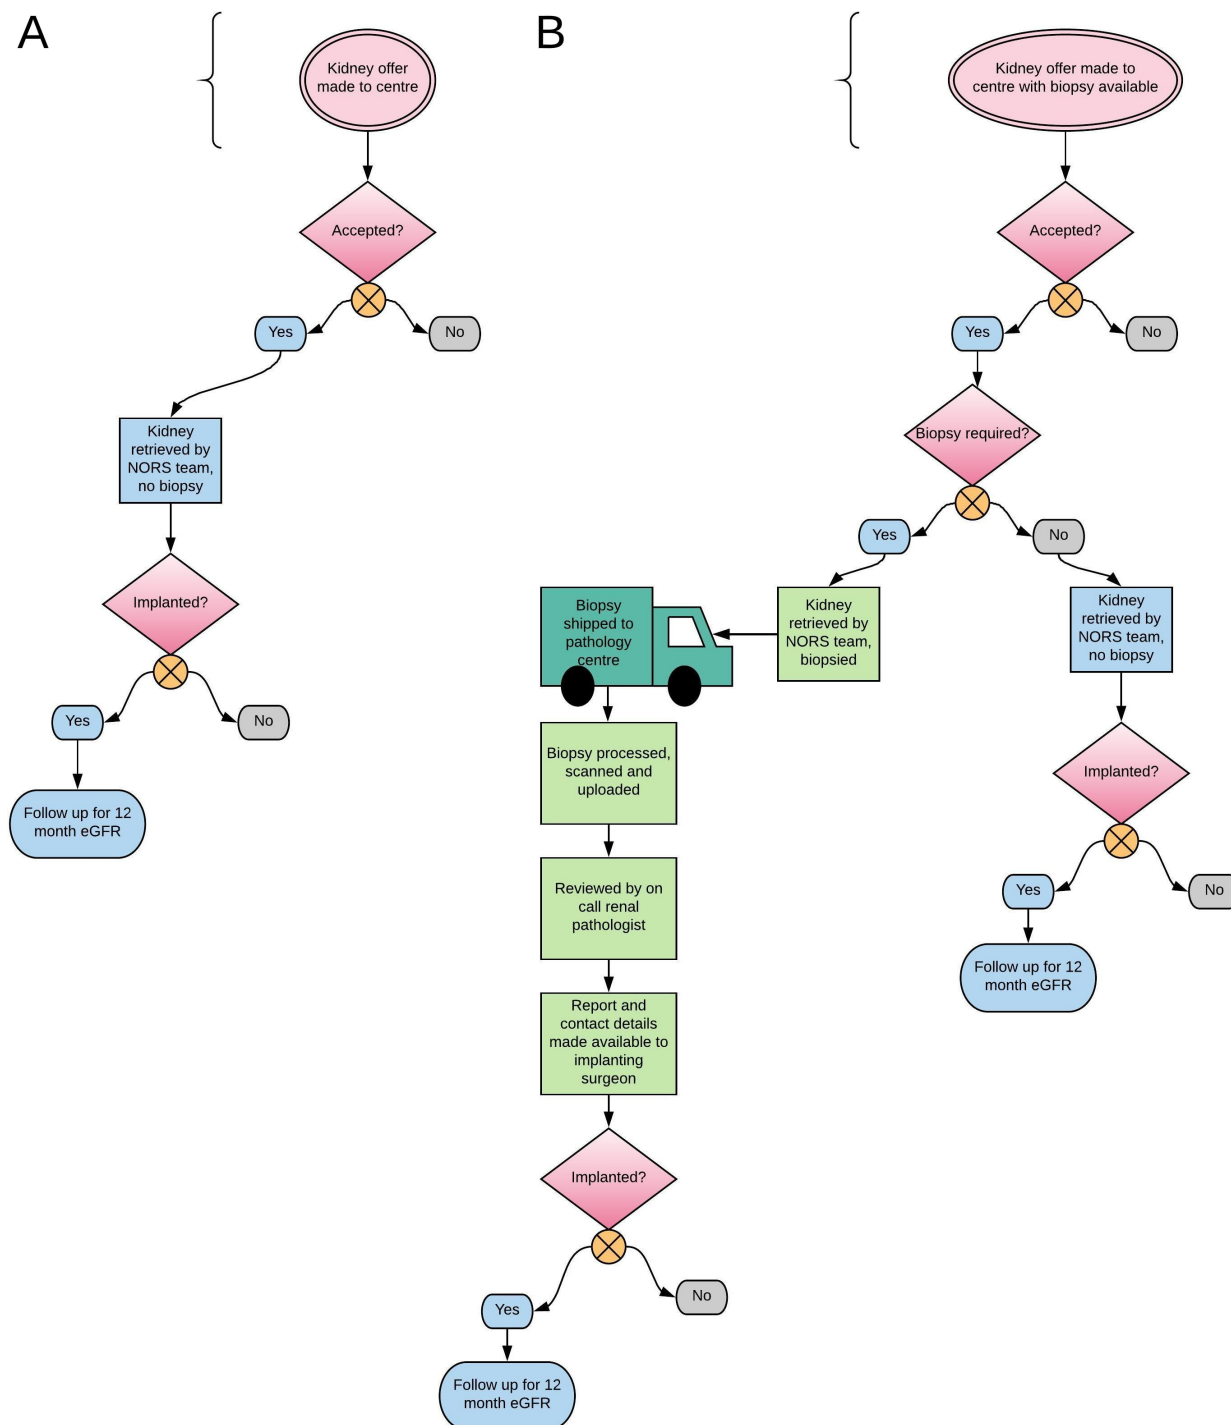 A
Kidney offer
made to centre
Accepted?
Yes
No
Kidney
retrieved by
NORS team,
no biopsy
Implanted?
Yes
No
Follow up for 12
month eGFR
B
Kidney offer made to
centre with biopsy available
Accepted?
Yes
No
Biopsy required?
Yes
No
Kidney
retrieved by
NORS team,
biopsied
Biopsy
shipped to
pathology
centre
Biopsy processed,
scanned and
uploaded
Reviewed by on
call renal
pathologist
Report and
contact details
made available to
implanting
surgeon
Implanted?
Yes
No
Follow up for 12
month eGFR
Kidney
retrieved by
NORS team,
no biopsy
Implanted?
Yes
No
Follow up for 12
month eGFR